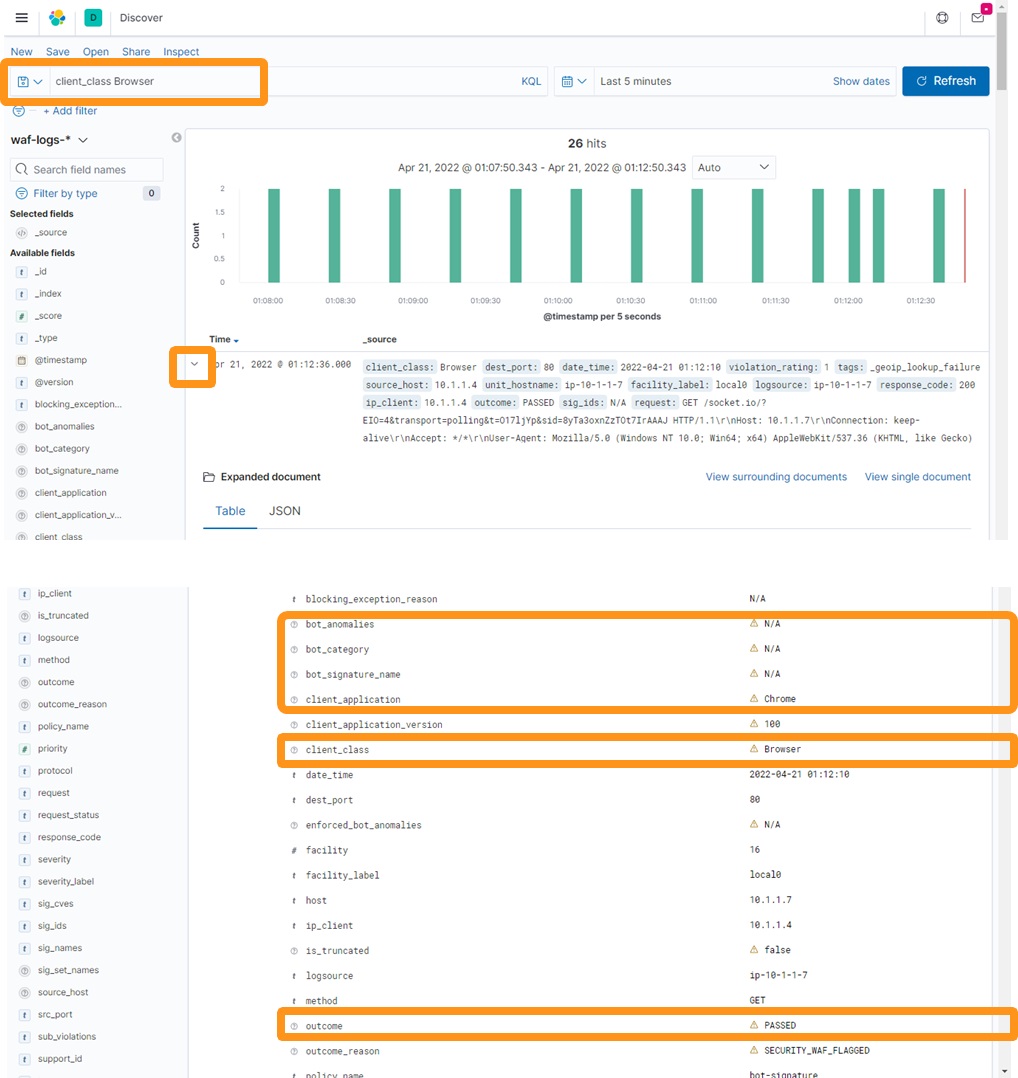 D Discover
New Save Open Share Inspect
client_class Browser KQL Last 5 minutes Show dates Refresh
+ Add filter
waf-logs-*
Search field names
Filter by type 0
Selected fields
_source
Available fields
t _id
t _index
# _score
t _type
@timestamp
t @version
t blocking_exception...
bot_anomalies
bot_category
bot_signature_name
client_application
client_application_v...
client_class
26 hits
Apr 21, 2022 @ 01:07:50.343 - Apr 21, 2022 @ 01:12:50.343 Auto
Count
2
1.5
1
0.5
0
01:08:00 01:08:30 01:09:00 01:09:30 01:10:00 01:10:30 01:11:00 01:11:30 01:12:00 01:12:30
@timestamp per 5 seconds
Time _source
pr 21, 2022 @ 01:12:36.000
client_class: Browser dest_port: 80 date_time: 2022-04-21 01:12:10 violation_rating: 1 tags: _geoip_lookup_failure
source_host: 10.1.1.4 unit_hostname: ip-10-1-1-7 facility_label: local0 logsource: ip-10-1-1-7 response_code: 200
ip_client: 10.1.1.4 outcome: PASSED sig_ids: N/A request: GET /socket.io/?
EIO=4&transport=polling&t=O17ljYp&sid=8yTa3oxnZzTOt7IrAAAJ HTTP/1.1\r\nHost: 10.1.1.7\r\nConnection: keep-
alive\r\nAccept: */*\r\nUser-Agent: Mozilla/5.0 (Windows NT 10.0; Win64; x64) AppleWebKit/537.36 (KHTML, like Gecko)
Expanded document View surrounding documents View single document
Table JSON
t ip_client
is_truncated
t logsource
t method
outcome
outcome_reason
t policy_name
# priority
t protocol
t request
t request_status
t response_code
t severity
t severity_label
t sig_cves
t sig_ids
t sig_names
sig_set_names
source_host
t src_port
t sub_violations
t support_id
t blocking_exception_reason N/A
bot_anomalies N/A
bot_category N/A
bot_signature_name N/A
client_application Chrome
client_application_version 100
client_class Browser
t date_time 2022-04-21 01:12:10
t dest_port 80
enforced_bot_anomalies N/A
# facility 16
t facility_label local0
t host 10.1.1.7
t ip_client 10.1.1.4
is_truncated false
t logsource ip-10-1-1-7
t method GET
outcome PASSED
outcome_reason SECURITY_WAF_FLAGGED
t policy_name bot-signature